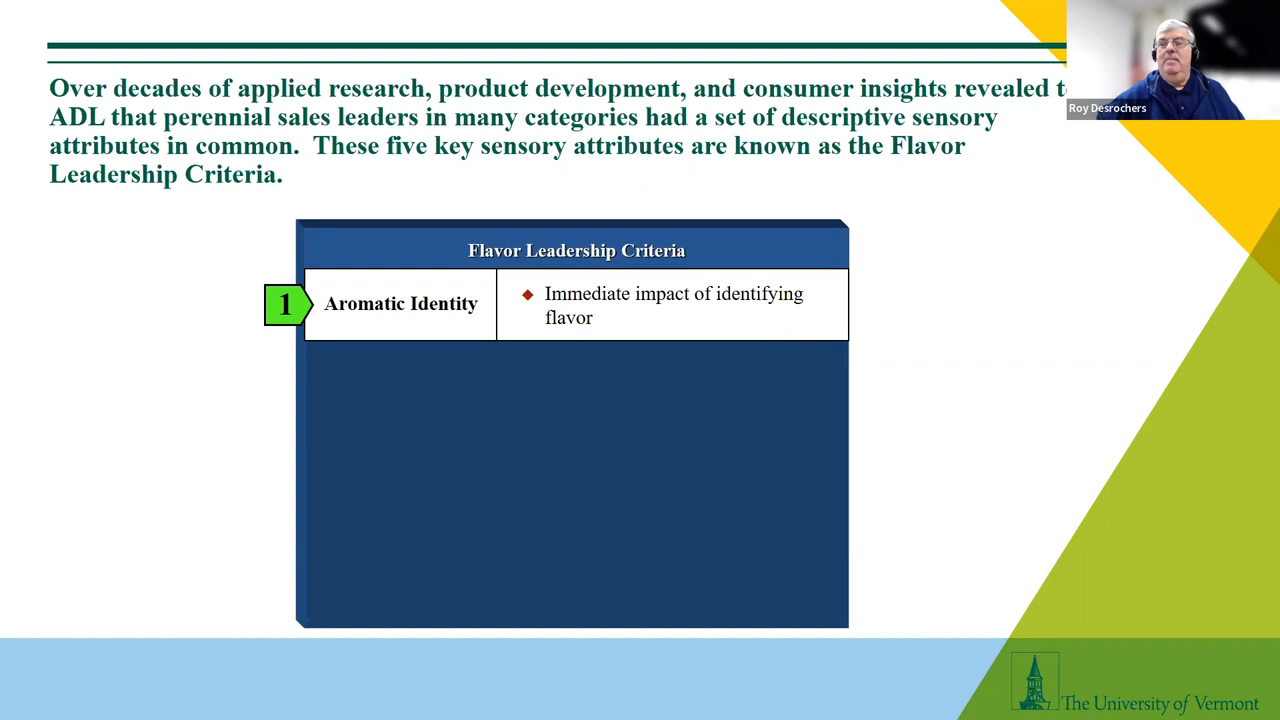 Over decades of applied research, product development, and consumer insights revealed
ADL that perennial sales leaders in many categories had a set of descriptive sensory
attributes in common.  These five key sensory attributes are known as the Flavor
Leadership Criteria.
Roy Desrochers
Flavor Leadership Criteria
1
Aromatic Identity
Immediate impact of identifying
flavor
The University of Vermont